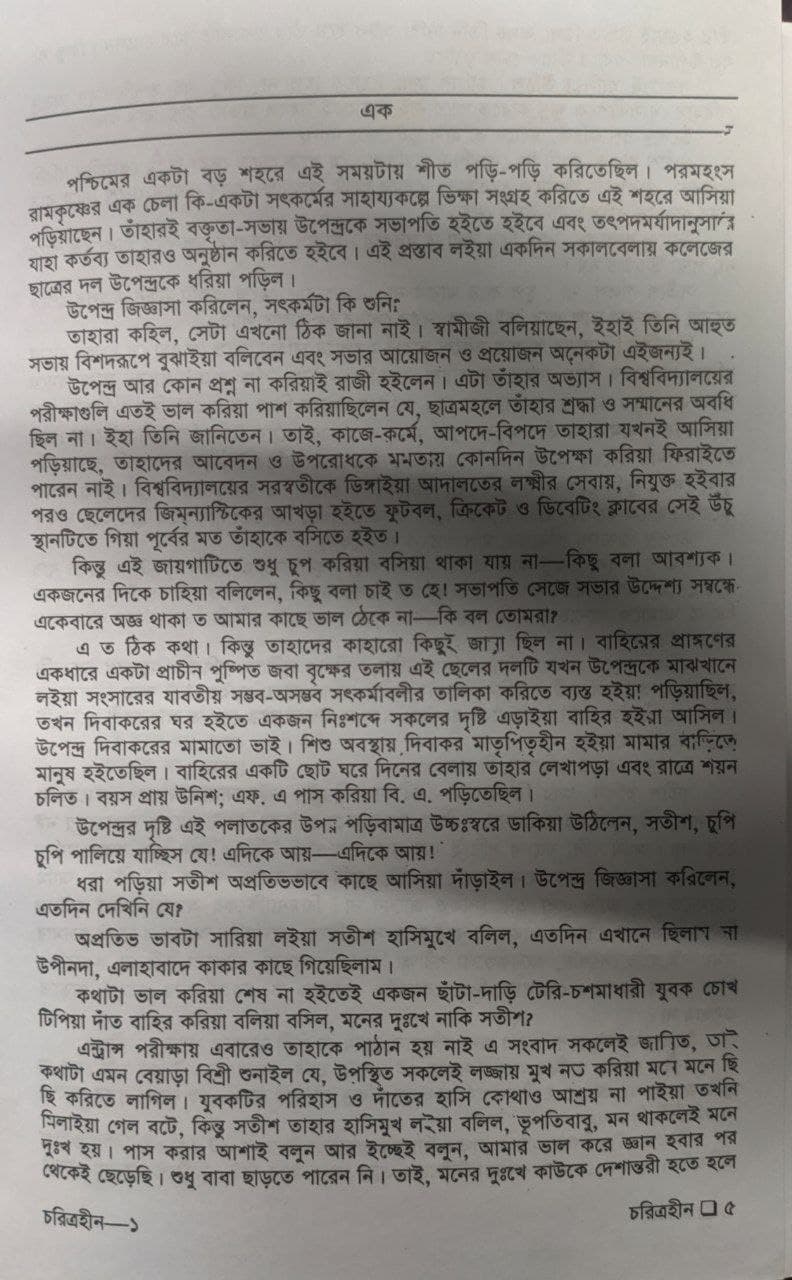 এক
পশ্চিমের একটা বড় শহরে এই সময়টায় শীত পড়ি-পড়ি করিতেছিল। পরমহংস
রামকৃষ্ণের এক চেলা কি-একটা সৎকর্মের সাহায্যকল্পে ভিক্ষা সংগ্রহ করিতে এই শহরে আসিয়া
পড়িয়াছেন। তাঁহারই বক্তৃতা-সভায় উপেন্দ্রকে সভাপতি হইতে হইবে এবং তৎপদমর্যাদানুসারে
যাহা কর্তব্য তাহারও অনুষ্ঠান করিতে হইবে। এই প্রস্তাব লইয়া একদিন সকালবেলায় কলেজের
ছাত্রের দল উপেন্দ্রকে ধরিয়া পড়িল।
উপেন্দ্র জিজ্ঞাসা করিলেন, সৎকর্মটা কি শুনি?
তাহারা কহিল, সেটা এখনো ঠিক জানা নাই। স্বামীজী বলিয়াছেন, ইহাই তিনি আহূত
সভায় বিশদরূপে বুঝাইয়া বলিবেন এবং সভার আয়োজন ও প্রয়োজন অনেকটা এইজন্যই।
উপেন্দ্র আর কোন প্রশ্ন না করিয়াই রাজী হইলেন। এটা তাঁহার অভ্যাস। বিশ্ববিদ্যালয়ের
পরীক্ষাগুলি এতই ভাল করিয়া পাশ করিয়াছিলেন যে, ছাত্রমহলে তাঁহার শ্রদ্ধা ও সম্মানের অবধি
ছিল না। ইহা তিনি জানিতেন। তাই, কাজে-কর্মে, আপদে-বিপদে তাহারা যখনই আসিয়া
পড়িয়াছে, তাহাদের আবেদন ও উপরোধকে মমতায় কোনদিন উপেক্ষা করিয়া ফিরাইতে
পারেন নাই। বিশ্ববিদ্যালয়ের সরস্বতীকে ডিঙ্গাইয়া আদালতের লক্ষ্মীর সেবায়, নিযুক্ত হইবার
পরও ছেলেদের জিম্‌ন্যাস্টিকের আখড়া হইতে ফুটবল, ক্রিকেট ও ডিবেটিং ক্লাবের সেই উঁচু
স্থানটিতে গিয়া পূর্বের মত তাঁহাকে বসিতে হইত।
কিন্তু এই জায়গাটিতে শুধু চুপ করিয়া বসিয়া থাকা যায় না—কিছু বলা আবশ্যক।
একজনের দিকে চাহিয়া বলিলেন, কিছু বলা চাই ত হে! সভাপতি সেজে সভার উদ্দেশ্য সম্বন্ধে
একেবারে অজ্ঞ থাকা ত আমার কাছে ভাল ঠেকে না—কি বল তোমরা?
এ ত ঠিক কথা। কিন্তু তাহাদের কাহারো কিছুই জানা ছিল না। বাহিরের প্রাঙ্গণের
একধারে একটা প্রাচীন পুষ্পিত জবা বৃক্ষের তলায় এই ছেলের দলটি যখন উপেন্দ্রকে মাঝখানে
লইয়া সংসারের যাবতীয় সম্ভব-অসম্ভব সৎকর্মাবলীর তালিকা করিতে ব্যস্ত হইয়া পড়িয়াছিল,
তখন দিবাকরের ঘর হইতে একজন নিঃশব্দে সকলের দৃষ্টি এড়াইয়া বাহির হইয়া আসিল।
উপেন্দ্র দিবাকরের মামাতো ভাই। শিশু অবস্থায় দিবাকর মাতৃপিতৃহীন হইয়া মামার বাড়িতে
মানুষ হইতেছিল। বাহিরের একটি ছোট ঘরে দিনের বেলায় তাহার লেখাপড়া এবং রাত্রে শয়ন
চলিত। বয়স প্রায় উনিশ; এফ. এ পাস করিয়া বি. এ. পড়িতেছিল।
উপেন্দ্রর দৃষ্টি এই পলাতকের উপর পড়িবামাত্র উচ্চঃস্বরে ডাকিয়া উঠিলেন, সতীশ, চুপি
চুপি পালিয়ে যাচ্ছিস যে! এদিকে আয়—এদিকে আয়!
ধরা পড়িয়া সতীশ অপ্রতিভভাবে কাছে আসিয়া দাঁড়াইল। উপেন্দ্র জিজ্ঞাসা করিলেন,
এতদিন দেখিনি যে?
অপ্রতিভ ভাবটা সারিয়া লইয়া সতীশ হাসিমুখে বলিল, এতদিন এখানে ছিলাম না
উপীনদা, এলাহাবাদে কাকার কাছে গিয়েছিলাম।
কথাটা ভাল করিয়া শেষ না হইতেই একজন ছাঁটা-দাড়ি টেরি-চশমাধারী যুবক চোখ
টিপিয়া দাঁত বাহির করিয়া বলিয়া বসিল, মনের দুঃখে নাকি সতীশ?
এন্ট্রান্স পরীক্ষায় এবারেও তাহাকে পাঠান হয় নাই এ সংবাদ সকলেই জানিত, তাই
কথাটা এমন বেয়াড়া বিশ্রী শুনাইল যে, উপস্থিত সকলেই লজ্জায় মুখ নত করিয়া মনে মনে ছি
ছি করিতে লাগিল। যুবকটির পরিহাস ও দাঁতের হাসি কোথাও আশ্রয় না পাইয়া তখনি
মিলাইয়া গেল বটে, কিন্তু সতীশ তাহার হাসিমুখ লইয়া বলিল, ভূপতিবাবু, মন থাকলেই মনে
দুঃখ হয়। পাস করার আশাই বলুন আর ইচ্ছেই বলুন, আমার ভাল করে জ্ঞান হবার পর
থেকেই ছেড়েছি। শুধু বাবা ছাড়তে পারেন নি। তাই, মনের দুঃখে কাউকে দেশান্তরী হতে হলে
চরিত্রহীন—১
চরিত্রহীন □ ৫